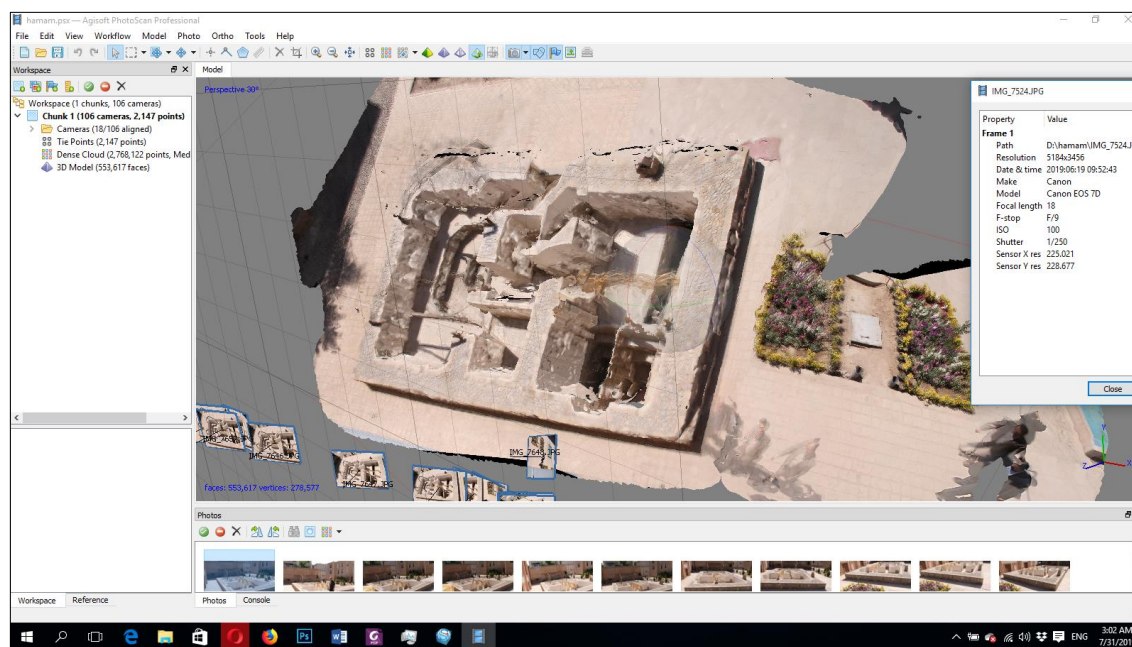 hamam.psx — Agisoft PhotoScan Professional
File Edit View Workflow Model Photo Ortho Tools Help
Workspace
Workspace (1 chunks, 106 cameras)
Chunk 1 (106 cameras, 2,147 points)
Cameras (18/106 aligned)
Tie Points (2,147 points)
Dense Cloud (2,768,122 points, Med
3D Model (553,617 faces)
Model
Perspective 30°
IMG_7648.JPG
faces: 553,617 vertices: 278,577
X
Y
Z
IMG_7524.JPG
Property Value
Frame 1
Path D:\hamam\IMG_7524.J
Resolution 5184x3456
Date & time 2019:06:19 09:52:43
Make Canon
Model Canon EOS 7D
Focal length 18
F-stop F/9
ISO 100
Shutter 1/250
Sensor X res 225.021
Sensor Y res 228.677
Close
Photos
Workspace Reference
Photos Console
Ps
ENG
3:02 AM
7/31/201